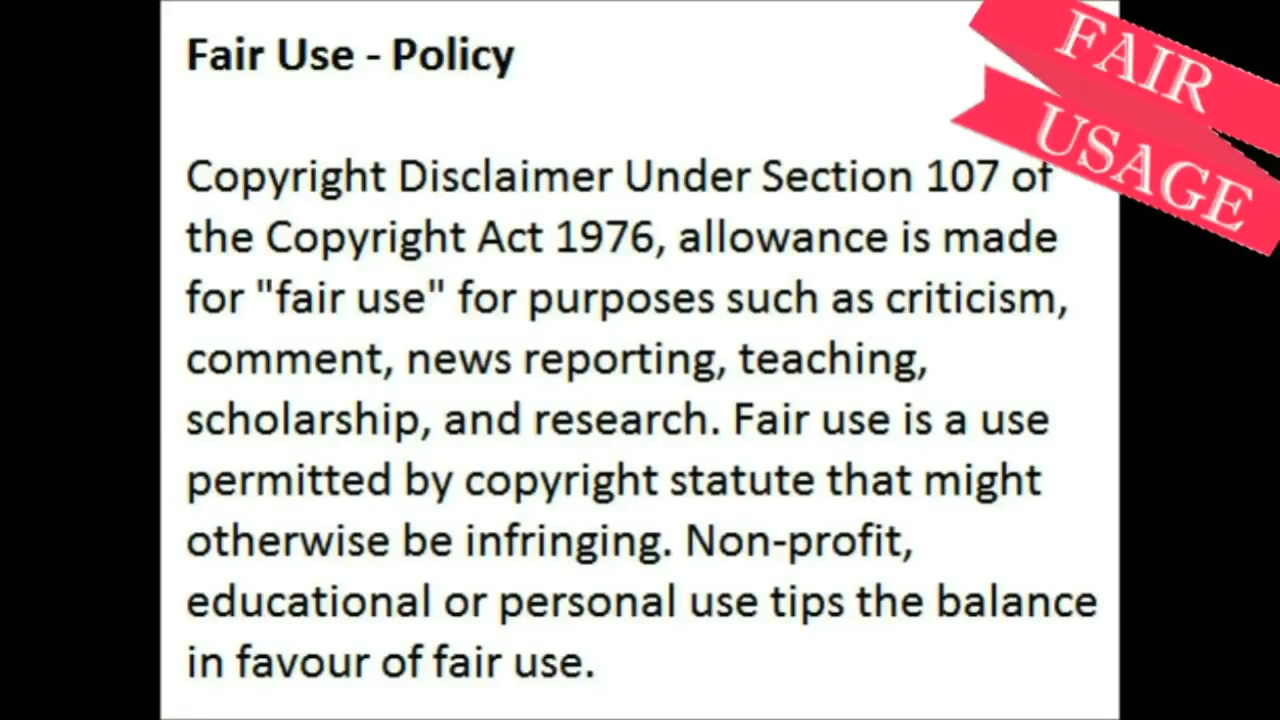 Fair Use - Policy
FAIR
USAGE
Copyright Disclaimer Under Section 107 of
the Copyright Act 1976, allowance is made
for "fair use" for purposes such as criticism,
comment, news reporting, teaching,
scholarship, and research. Fair use is a use
permitted by copyright statute that might
otherwise be infringing. Non-profit,
educational or personal use tips the balance
in favour of fair use.